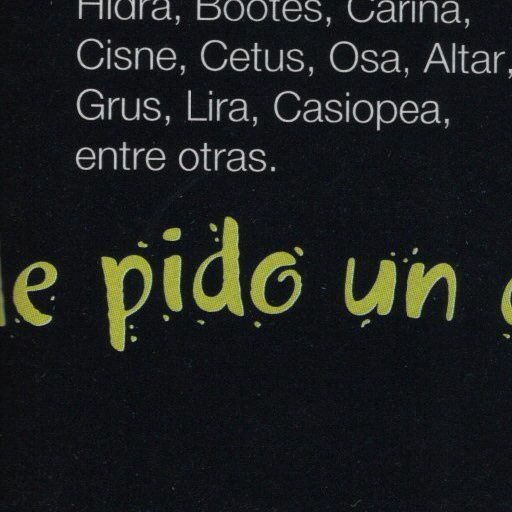 Hidra, Bootes, Carina,
Cisne, Cetus, Osa, Altar,
Grus, Lira, Casiopea,
entre otras.
le pido un